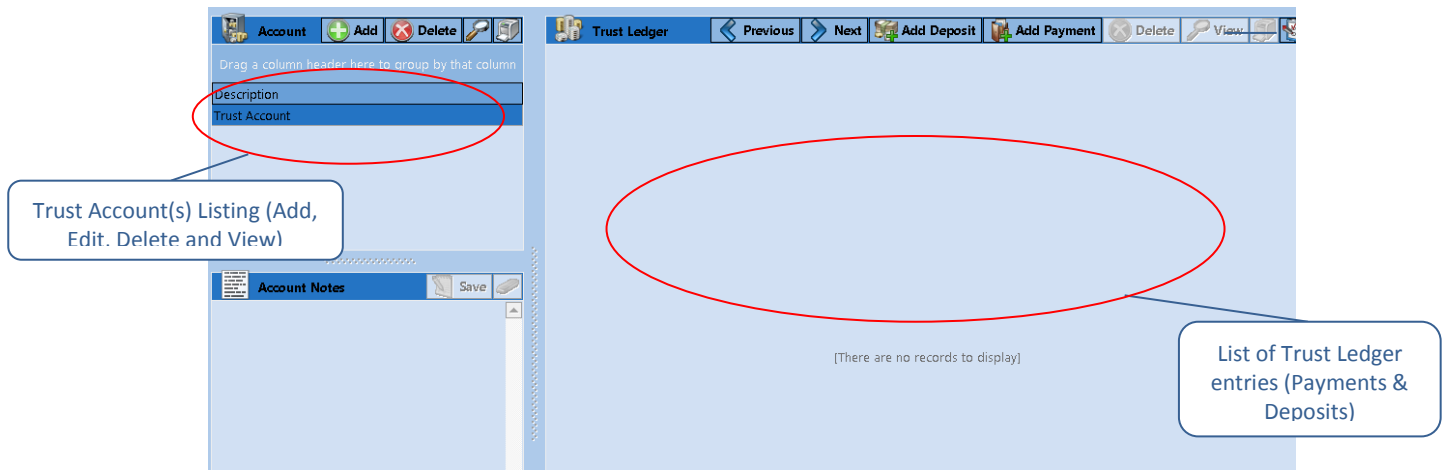 Account Add Delete
Trust Ledger Previous Next Add Deposit Add Payment Delete View
Drag a column header here to group by that column
Description
Trust Account
Trust Account(s) Listing (Add,
Edit, Delete and View)
Account Notes Save
[There are no records to display]
List of Trust Ledger
entries (Payments &
Deposits)